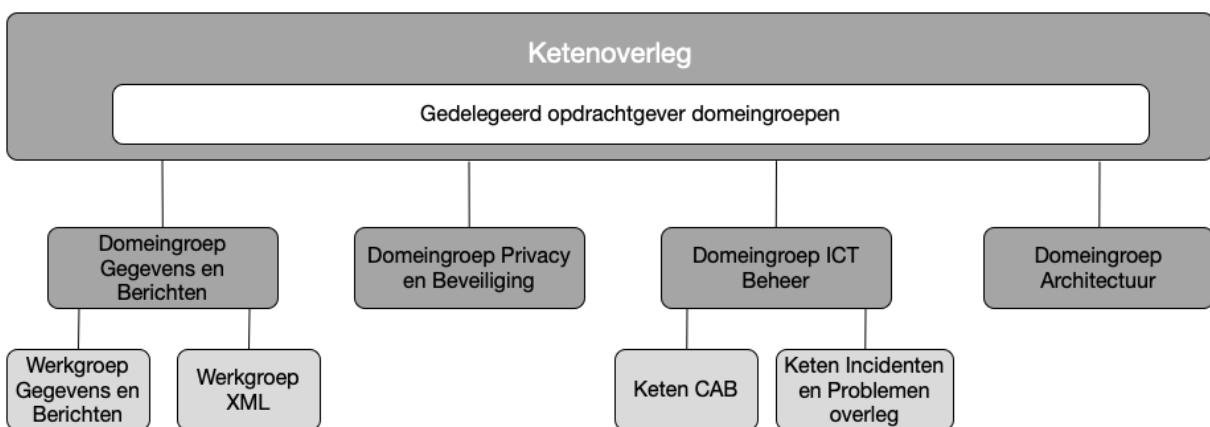 Ketenoverleg
Gedelegeerd opdrachtgever domeingroepen
Domeingroep
Gegevens en
Berichten
Domeingroep Privacy
en Beveiliging
Domeingroep ICT
Beheer
Domeingroep
Architectuur
Werkgroep
Gegevens en
Berichten
Werkgroep
XML
Keten CAB
Keten Incidenten
en Problemen
overleg